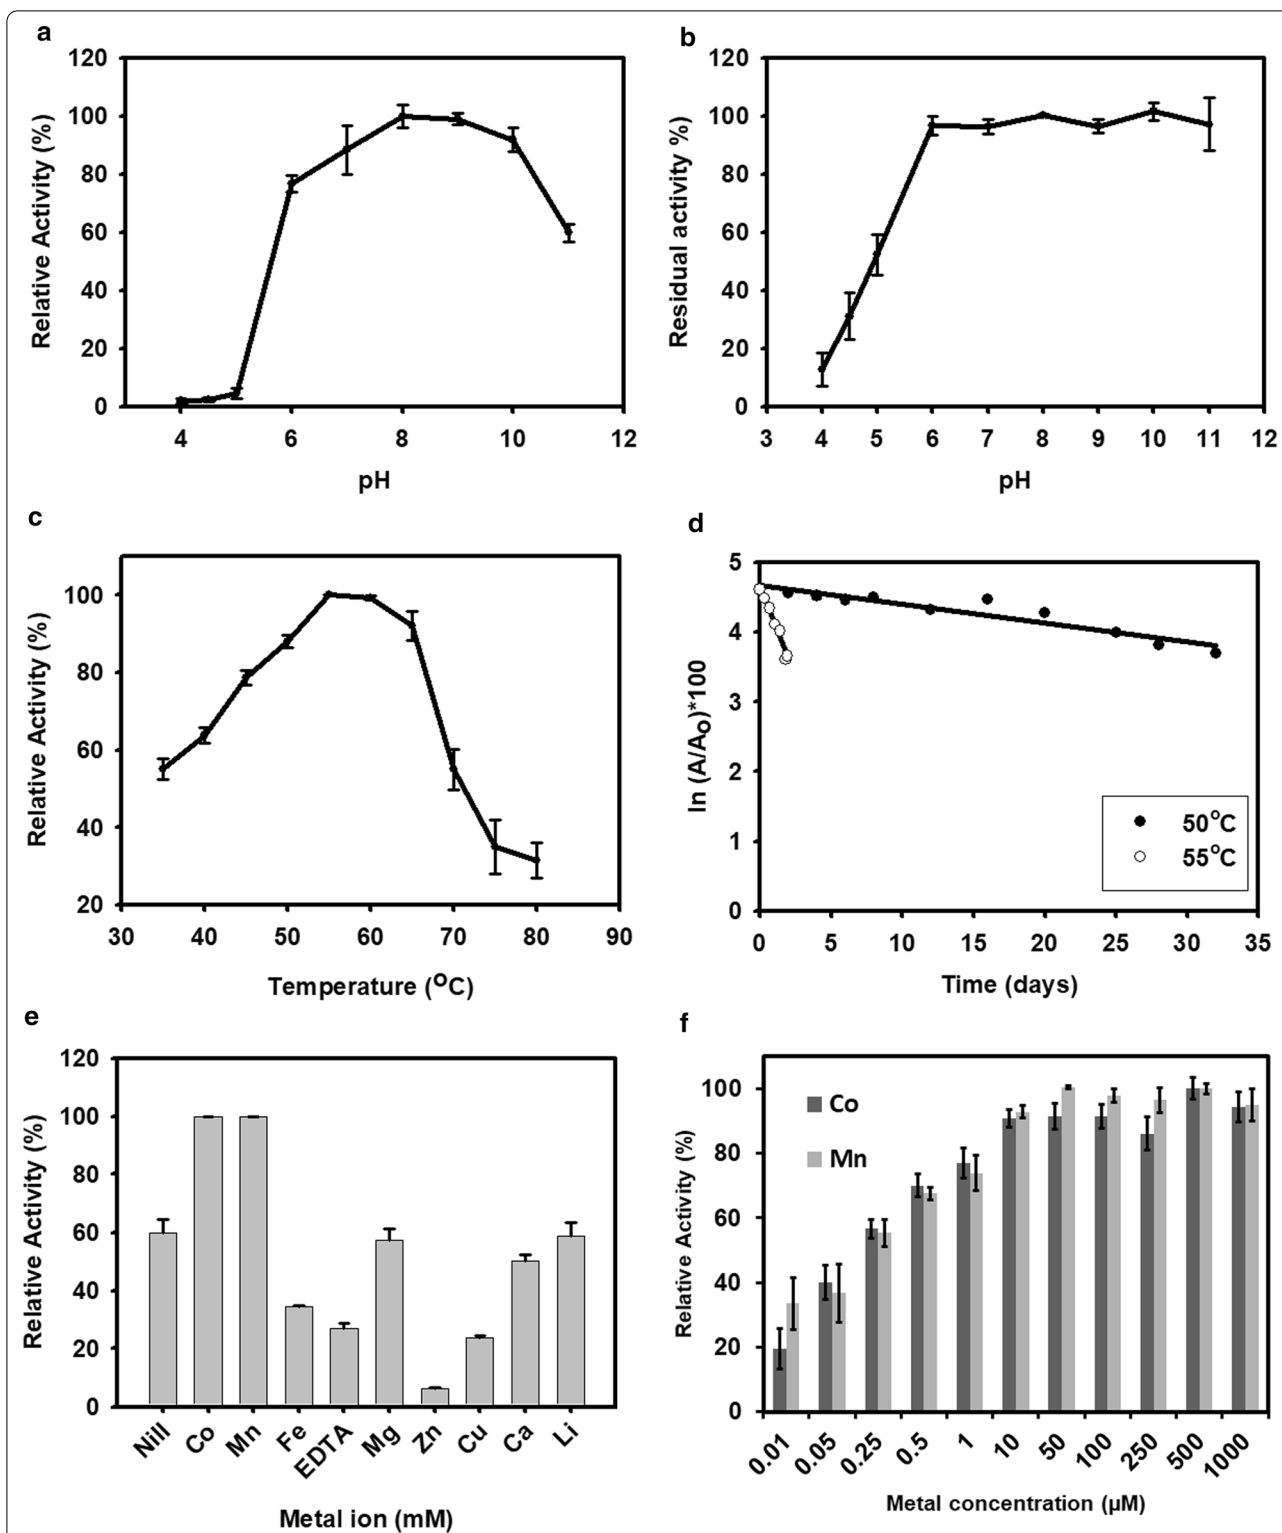 a
120
100
80
60
40
20
0
Relative Activity (%)
4 6 8 10 12
pH
b
120
100
80
60
40
20
0
Residual activity %
3 4 5 6 7 8 9 10 11 12
pH
c
100
80
60
40
20
Relative Activity (%)
30 40 50 60 70 80 90
Temperature (°C)
d
5
4
3
2
1
0
ln (A/A₀)*100
50°C
55°C
0 5 10 15 20 25 30 35
Time (days)
e
120
100
80
60
40
20
0
Relative Activity (%)
Nill Co Mn Fe EDTA Mg Zn Cu Ca Li
Metal ion (mM)
f
100
80
60
40
20
0
Relative Activity (%)
Co
Mn
0.01 0.05 0.25 0.5 1 10 50 100 250 500 1000
Metal concentration (µM)